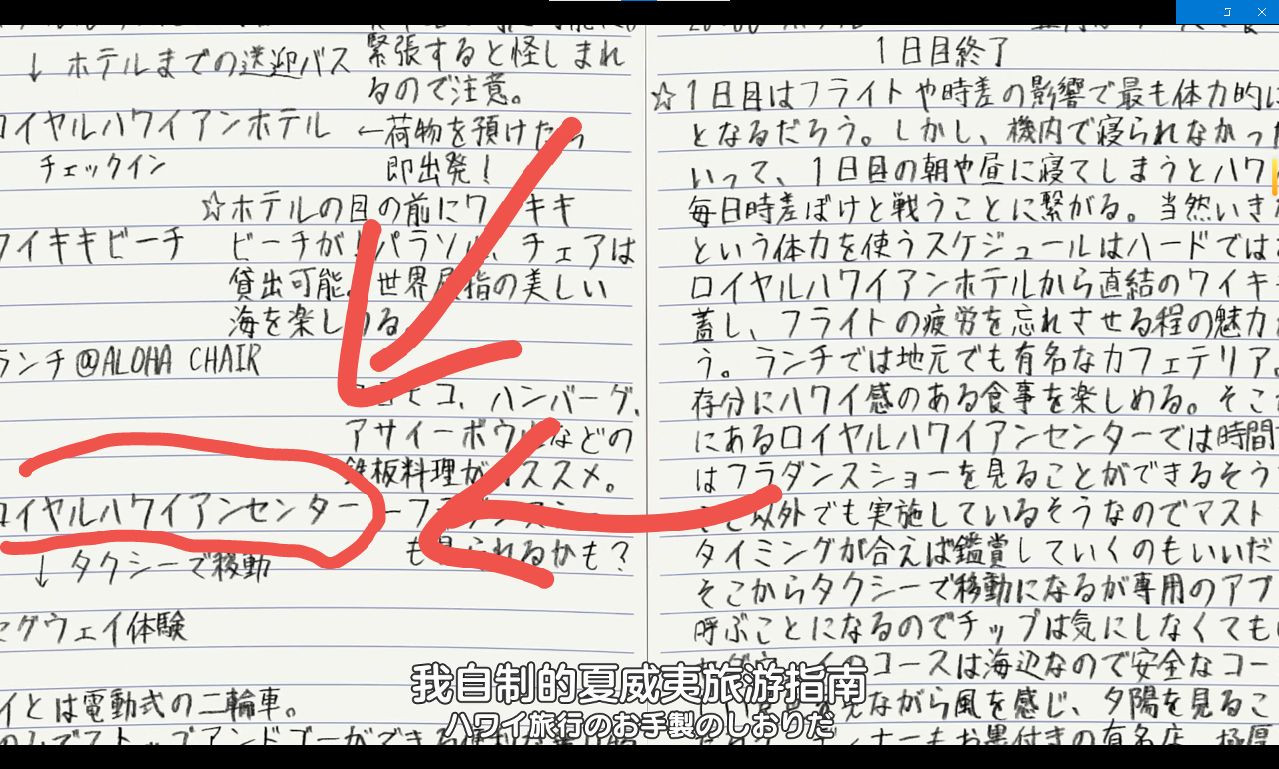 ↓ ホテルまでの送迎バス
緊張すると怪しまれ
るので注意。
ロイヤルハワイアンホテル
←荷物を預けたら
チェックイン
即出発!
☆ホテルの目の前にワイキキ
ワイキキビーチ
ビーチが!パラソル、チェアは
貸出可能。世界屈指の美しい
海を楽しめる。
ランチ@ALOHA CHAIR
ロコモコ、ハンバーグ、
アサイーボウルなどの
鉄板料理がオススメ。
ロイヤルハワイアンセンター
←フラダンスショー
も見られるかも?
↓ タクシーで移動
セグウェイ体験
イとは電動式の二輪車。
1日目終了
☆1日目はフライトや時差の影響で最も体力的に
となるだろう。しかし、機内で寝られなかった
いって、1日目の朝や昼に寝てしまうとハワ
毎日時差ぼけと戦うことに繋がる。当然いき
という体力を使うスケジュールはハードでは
ロイヤルハワイアンホテルから直結のワイキ
蓋し、フライトの疲労を忘れさせる程の魅力
う。ランチでは地元でも有名なカフェテリア。
存分にハワイ感のある食事を楽しめる。そこ
にあるロイヤルハワイアンセンターでは時間
はフラダンスショーを見ることができるそう
ここ以外でも実施しているそうなのでマスト
タイミングが合えば鑑賞していくのもいいだ
そこからタクシーで移動になるが専用のアプ
呼ぶことになるのでチップは気にしなくても
のコースは海辺なので安全なコー
ながら風を感じ、夕陽を見るこ
我自制的夏威夷旅游指南
ハワイ旅行のお手製のしおりだ